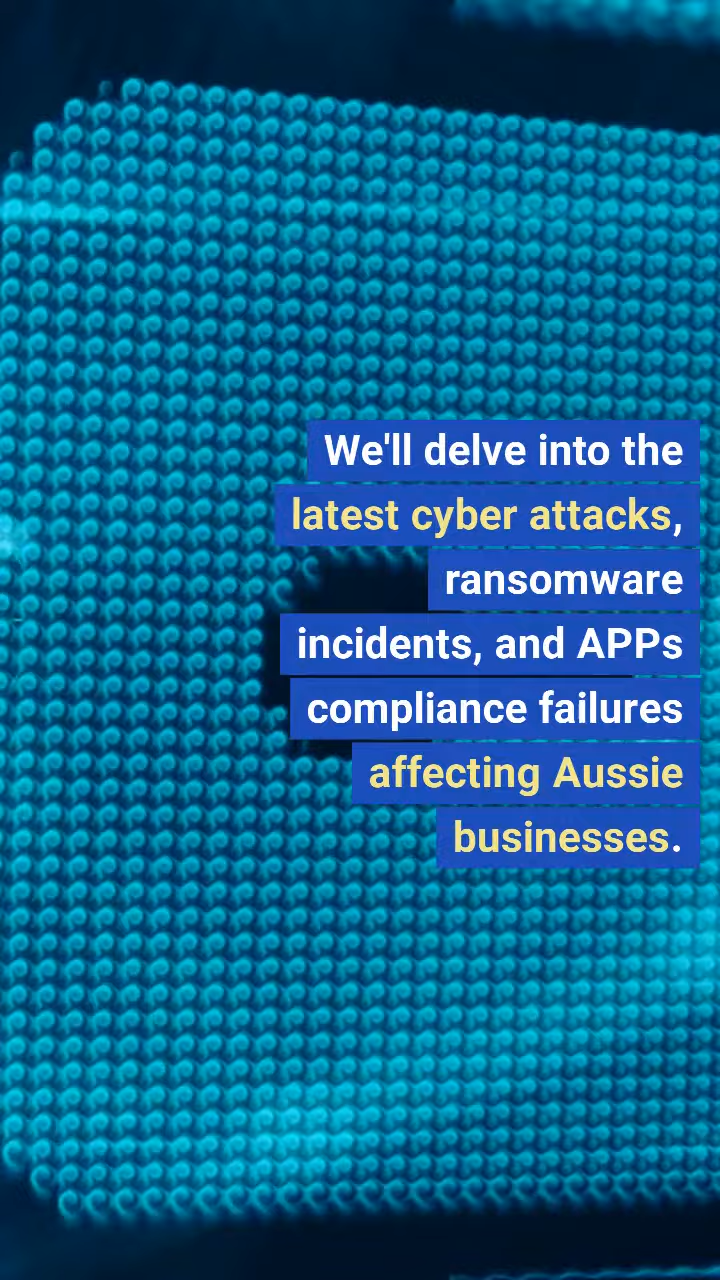 We'll delve into the
latest cyber attacks,
ransomware
incidents, and APPs
compliance failures
affecting Aussie
businesses.